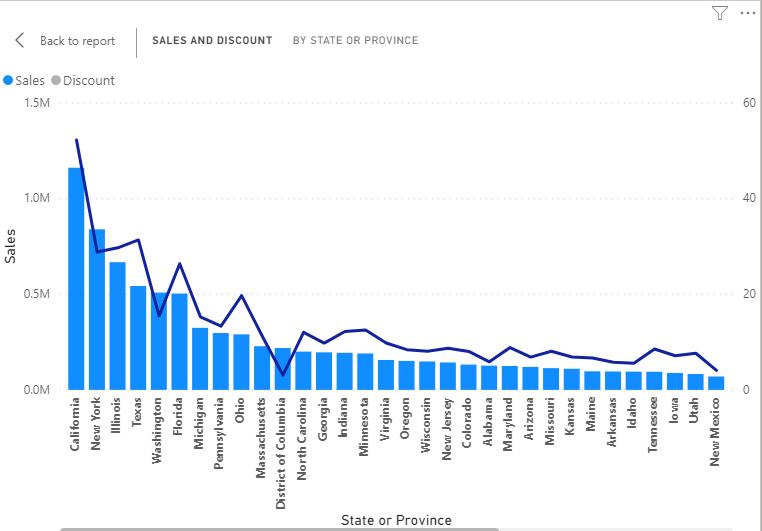 Back to report
SALES AND DISCOUNT
BY STATE OR PROVINCE
Sales
Discount
1.5M
1.0M
0.5M
0.0M
Sales
60
40
20
0
California
New York
Illinois
Texas
Washington
Florida
Michigan
Pennsylvania
Ohio
Massachusetts
District of Columbia
North Carolina
Georgia
Indiana
Minnesota
Virginia
Oregon
Wisconsin
New Jersey
Colorado
Alabama
Maryland
Arizona
Missouri
Kansas
Maine
Arkansas
Idaho
Tennessee
Iowa
Utah
New Mexico
State or Province